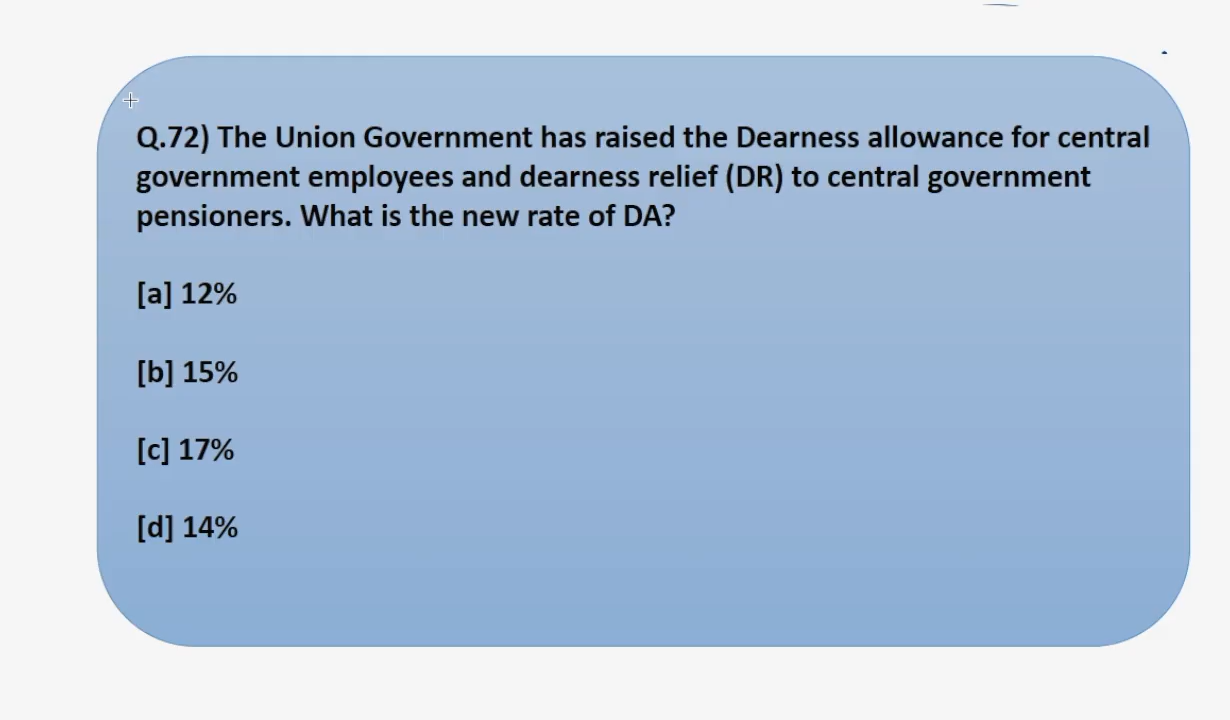 Q.72) The Union Government has raised the Dearness allowance for central
government employees and dearness relief (DR) to central government
pensioners. What is the new rate of DA?
[a] 12%
[b] 15%
[c] 17%
[d] 14%